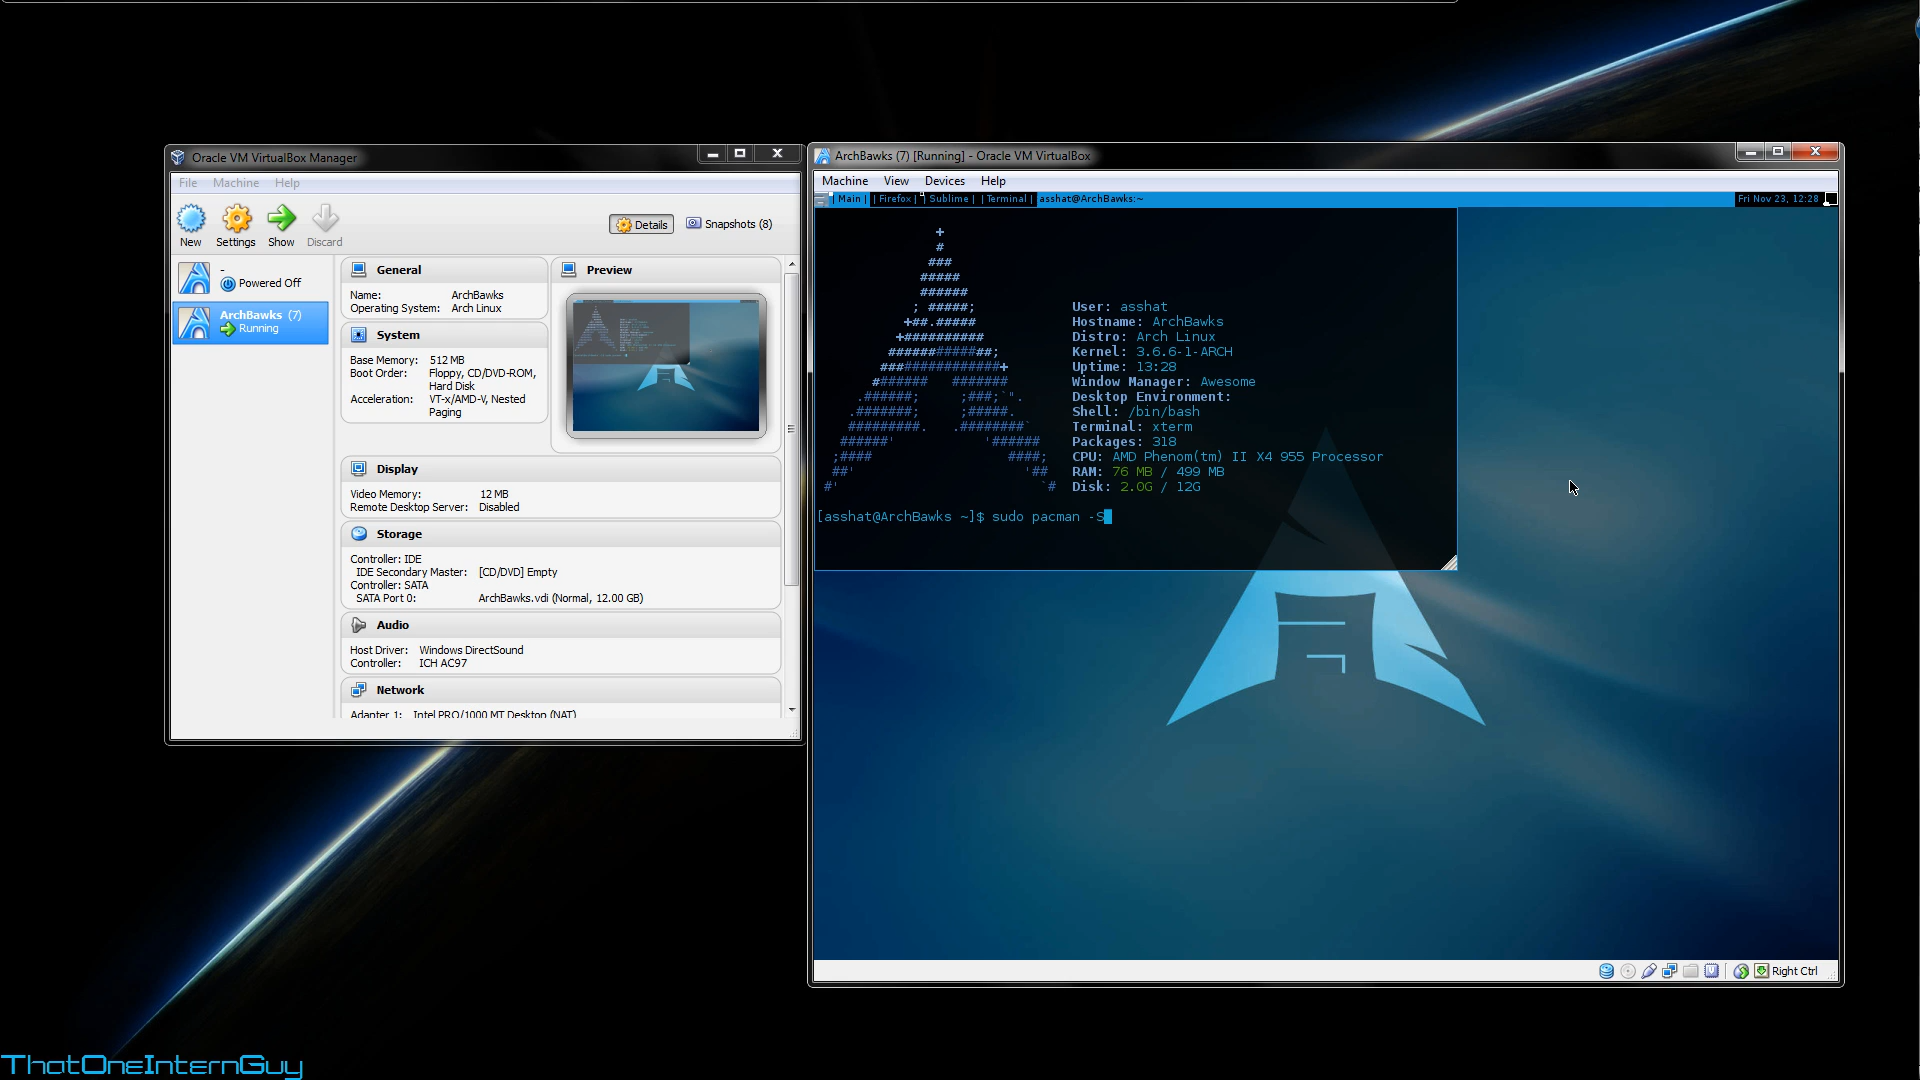 Oracle VM VirtualBox Manager
File Machine Help
New Settings Show Discard
Details Snapshots (8)
-
Powered Off
ArchBawks (7)
Running
General
Name: ArchBawks
Operating System: Arch Linux
System
Base Memory: 512 MB
Boot Order: Floppy, CD/DVD-ROM,
Hard Disk
Acceleration: VT-x/AMD-V, Nested
Paging
Preview
Display
Video Memory: 12 MB
Remote Desktop Server: Disabled
Storage
Controller: IDE
IDE Secondary Master: [CD/DVD] Empty
Controller: SATA
SATA Port 0: ArchBawks.vdi (Normal, 12.00 GB)
Audio
Host Driver: Windows DirectSound
Controller: ICH AC97
Network
Adapter 1: Intel PRO/1000 MT Desktop (NAT)
ArchBawks (7) [Running] - Oracle VM VirtualBox
Machine View Devices Help
| Main | | Firefox | | Sublime | | Terminal | asshat@ArchBawks:~ Fri Nov 23, 12:28
+
#
###
#####
######
; #####;
+##.#####
+##########
#############;
###############+
####### #######
.######; ;###;`".
.#######; ;#####.
#########. .########`
######' '######
;#### ####;
##' '##
#' `#
User: asshat
Hostname: ArchBawks
Distro: Arch Linux
Kernel: 3.6.6-1-ARCH
Uptime: 13:28
Window Manager: Awesome
Desktop Environment:
Shell: /bin/bash
Terminal: xterm
Packages: 318
CPU: AMD Phenom(tm) II X4 955 Processor
RAM: 76 MB / 499 MB
Disk: 2.0G / 12G
[asshat@ArchBawks ~]$ sudo pacman -S
Right Ctrl
ThatOneInternGuy